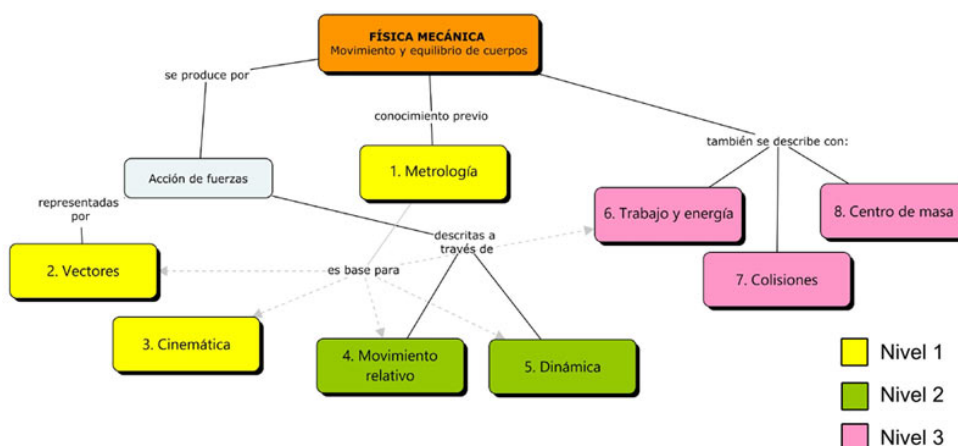 FÍSICA MECÁNICA
Movimiento y equilibrio de cuerpos
se produce por
conocimiento previo
también se describe con:
Acción de fuerzas
1. Metrología
6. Trabajo y energía
8. Centro de masa
representadas
por
descritas a
través de
2. Vectores
es base para
7. Colisiones
3. Cinemática
4. Movimiento
relativo
5. Dinámica
Nivel 1
Nivel 2
Nivel 3